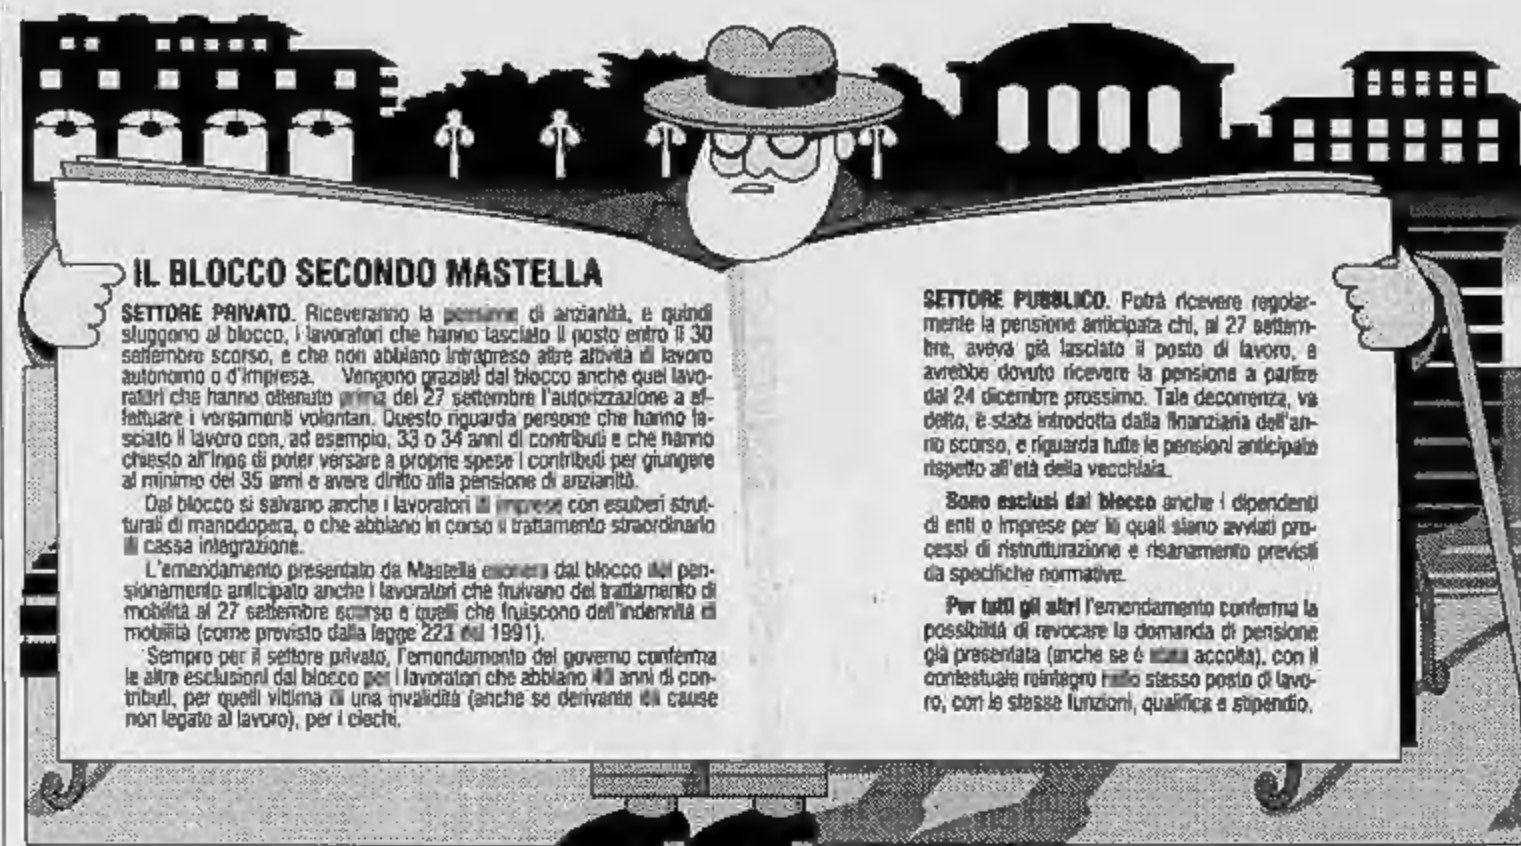 IL BLOCCO SECONDO MASTELLA
SETTORE PRIVATO. Riceveranno la pensione di anzianità, e quindi
sfuggono al blocco, i lavoratori che hanno lasciato il posto entro il 30
settembre scorso, e che non abbiano intrapreso altre attività di lavoro
autonomo o d'impresa. Vengono graziati dal blocco anche quei lavo-
ratori che hanno ottenuto prima del 27 settembre l'autorizzazione a ef-
fettuare i versamenti volontari. Questo riguarda persone che hanno la-
sciato il lavoro con, ad esempio, 33 o 34 anni di contributi e che hanno
chiesto all'Inps di poter versare a proprie spese i contributi per giungere
al minimo dei 35 anni e avere diritto alla pensione di anzianità.
Dal blocco si salvano anche i lavoratori di imprese con esuberi strut-
turali di manodopera, o che abbiano in corso il trattamento straordinario
di cassa integrazione.
L'emendamento presentato da Mastella esonera dal blocco del pen-
sionamento anticipato anche i lavoratori che fruivano del trattamento di
mobilità al 27 settembre scorso e quelli che fruiscono dell'indennità di
mobilità (come previsto dalla legge 223 del 1991).
Sempre per il settore privato, l'emendamento del governo conferma
le altre esclusioni dal blocco per i lavoratori che abbiano 40 anni di con-
tributi, per quelli vittima di una invalidità (anche se derivante da cause
non legate al lavoro), per i ciechi.
SETTORE PUBBLICO. Potrà ricevere regolar-
mente la pensione anticipata chi, al 27 settem-
bre, aveva già lasciato il posto di lavoro, e
avrebbe dovuto ricevere la pensione a partire
dal 24 dicembre prossimo. Tale decorrenza, va
detto, è stata introdotta dalla finanziaria dell'an-
no scorso, e riguarda tutte le pensioni anticipate
rispetto all'età della vecchiaia.
Sono esclusi dal blocco anche i dipendenti
di enti o imprese per le quali siano avviati pro-
cessi di ristrutturazione e risanamento previsti
da specifiche normative.
Per tutti gli altri l'emendamento conferma la
possibilità di revocare la domanda di pensione
già presentata (anche se è stata accolta), con il
contestuale reintegro nello stesso posto di lavo-
ro, con le stesse funzioni, qualifica e stipendio.